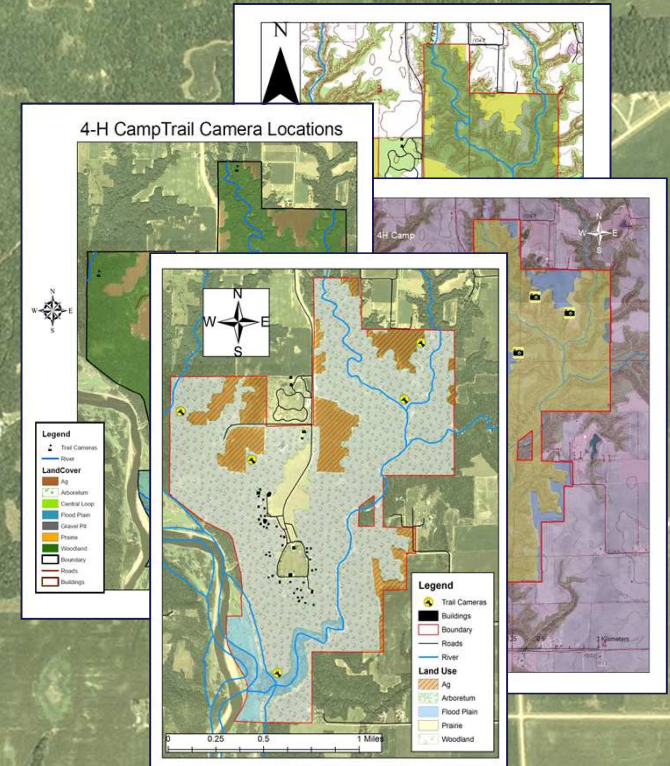 N
4-H CampTrail Camera Locations
N
W
E
S
Legend
Trail Cameras
River
LandCover
Ag
Arboretum
Central Loop
Flood Plain
Gravel Pit
Prairie
Woodland
Boundary
Roads
Buildings
4H Camp
N
W
E
S
2 Kilometers
N
W
E
S
Legend
Trail Cameras
Buildings
Boundary
Roads
River
Land Use
Ag
Arboretum
Flood Plain
Prairie
Woodland
0 0.25 0.5 1 Miles